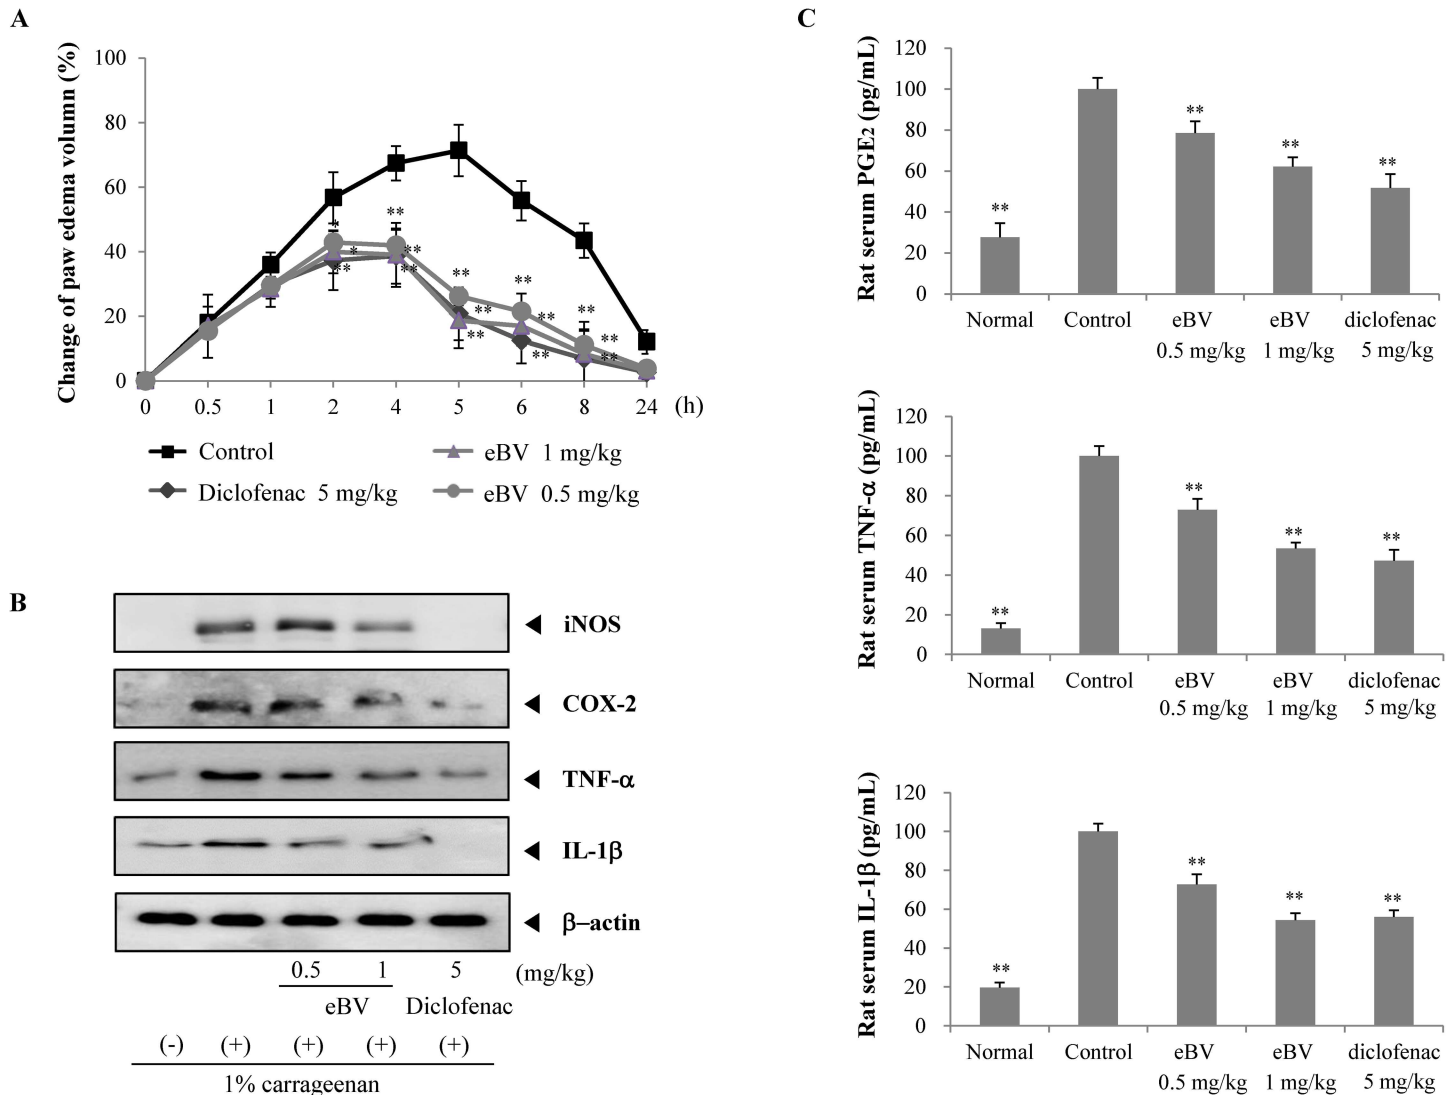 A
Change of paw edema volumn (%)
100
80
60
40
20
0
** * * ** ** ** ** ** ** ** ** ** ** ** ** **
0 0.5 1 2 4 5 6 8 24 (h)
Control
eBV 1 mg/kg
Diclofenac 5 mg/kg
eBV 0.5 mg/kg
B
iNOS
COX-2
TNF-α
IL-1β
β–actin
0.5 1 5 (mg/kg)
eBV Diclofenac
(-) (+) (+) (+) (+)
1% carrageenan
C
Rat serum PGE2 (pg/mL)
120
100
80
60
40
20
0
** ** ** **
Normal Control eBV eBV diclofenac
0.5 mg/kg 1 mg/kg 5 mg/kg
Rat serum TNF-α (pg/mL)
120
100
80
60
40
20
0
** ** ** **
Normal Control eBV eBV diclofenac
0.5 mg/kg 1 mg/kg 5 mg/kg
Rat serum IL-1β (pg/mL)
120
100
80
60
40
20
0
** ** ** **
Normal Control eBV eBV diclofenac
0.5 mg/kg 1 mg/kg 5 mg/kg